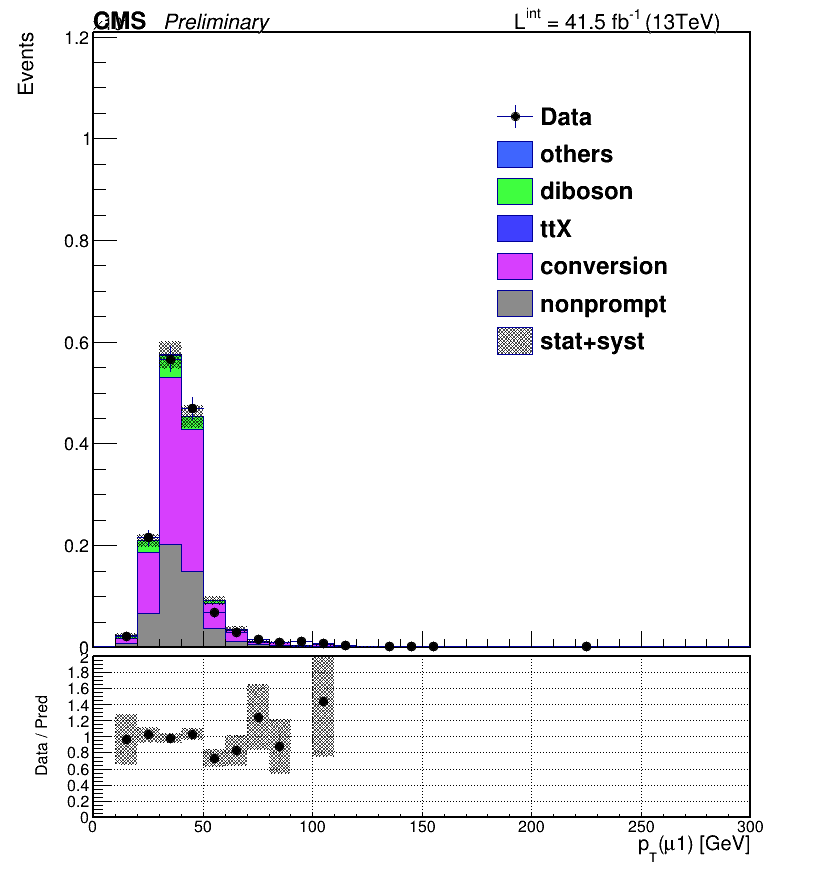 CMS Preliminary L^int = 41.5 fb^-1 (13TeV)
Events
1.2
1
0.8
0.6
0.4
0.2
0
Data
others
diboson
ttX
conversion
nonprompt
stat+syst
Data / Pred
2
1.8
1.6
1.4
1.2
1
0.8
0.6
0.4
0.2
0
0 50 100 150 200 250 300
p_T(μ1) [GeV]